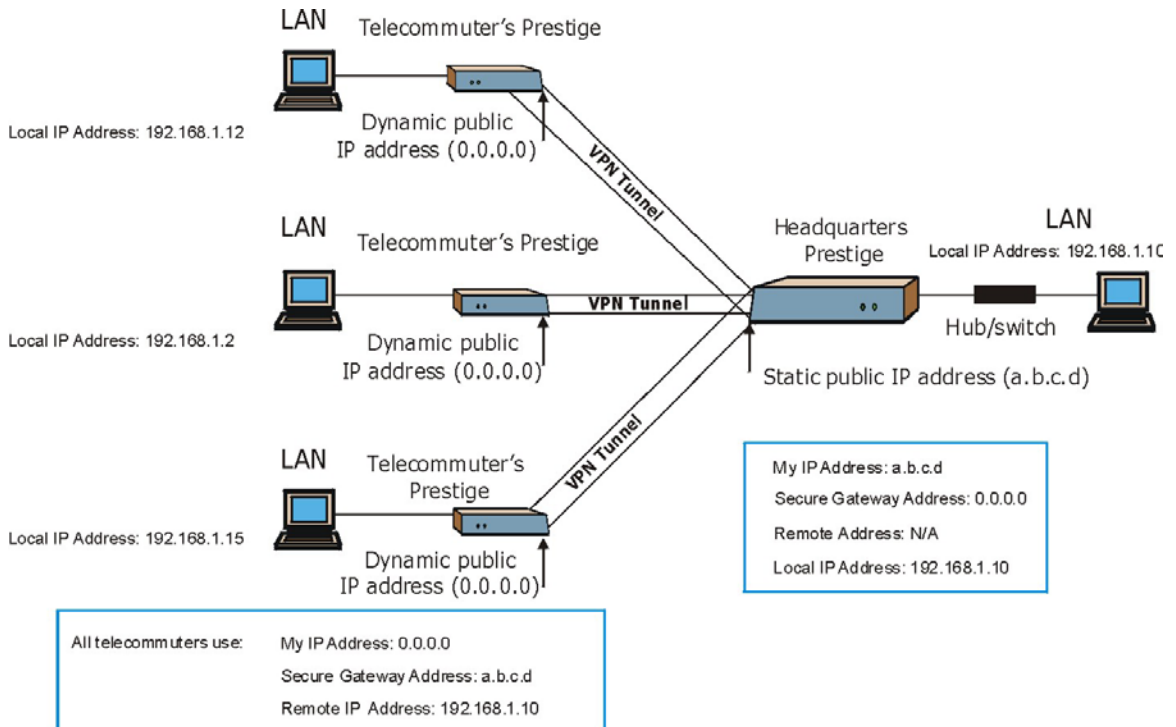 LAN
Telecommuter's Prestige
Local IP Address: 192.168.1.12
Dynamic public
IP address (0.0.0.0)
VPN Tunnel
LAN
Telecommuter's Prestige
Local IP Address: 192.168.1.2
Dynamic public
IP address (0.0.0.0)
VPN Tunnel
Headquarters
Prestige
LAN
Local IP Address: 192.168.1.10
Hub/switch
Static public IP address (a.b.c.d)
LAN
Telecommuter's
Prestige
Local IP Address: 192.168.1.15
Dynamic public
IP address (0.0.0.0)
VPN Tunnel
My IP Address: a.b.c.d
Secure Gateway Address: 0.0.0.0
Remote Address: N/A
Local IP Address: 192.168.1.10
All telecommuters use: My IP Address: 0.0.0.0
Secure Gateway Address: a.b.c.d
Remote IP Address: 192.168.1.10